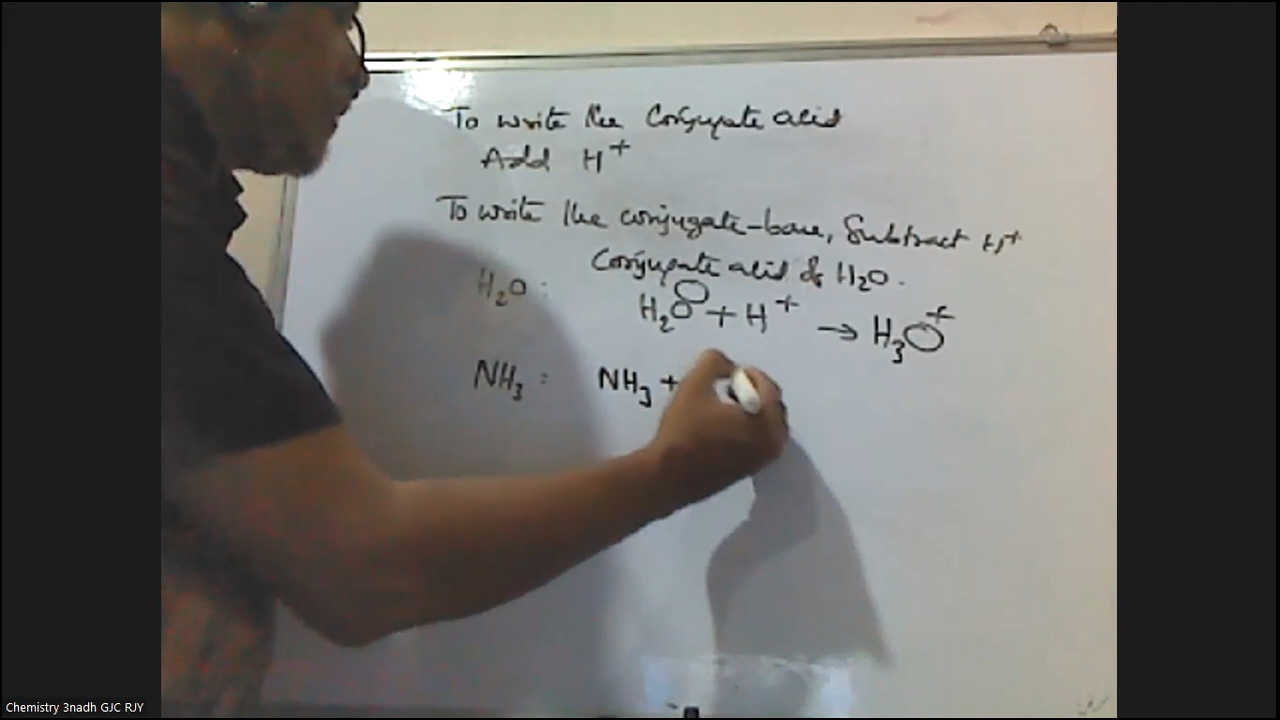 To write the Conjugate acid
Add H⁺
To write the conjugate-base, Subtract H⁺
Conjugate acid of H₂O.
H₂O : H₂O + H⁺ → H₃O⁺
NH₃ : NH₃ +
Chemistry 3nadh GJC RJY